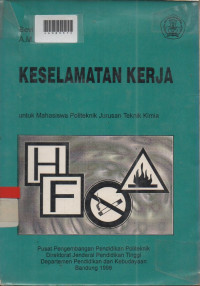 KESELAMATAN KERJA
untuk Mahasiswa Politeknik Jurusan Teknik Kimia
H
F
Pusat Pengembangan Pendidikan Politeknik
Direktorat Jenderal Pendidikan Tinggi
Departemen Pendidikan dan Kebudayaan
Bandung